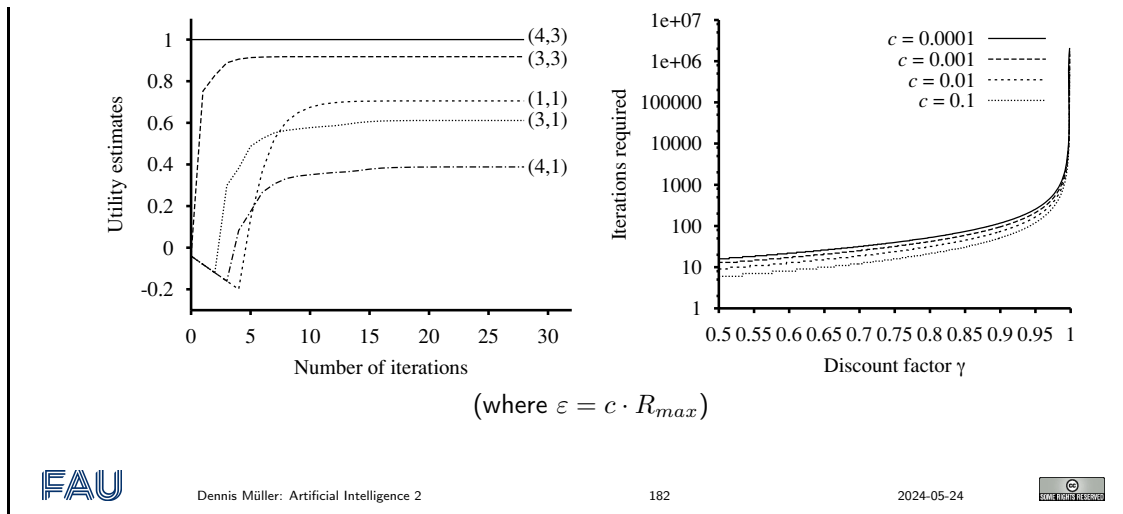 1
0.8
0.6
0.4
0.2
0
-0.2
Utility estimates
(4,3)
(3,3)
(1,1)
(3,1)
(4,1)
0 5 10 15 20 25 30
Number of iterations
1e+07
1e+06
100000
10000
1000
100
10
1
Iterations required
c = 0.0001
c = 0.001
c = 0.01
c = 0.1
0.5 0.55 0.6 0.65 0.7 0.75 0.8 0.85 0.9 0.95 1
Discount factor γ
(where ε = c · Rmax)
FAU
Dennis Müller: Artificial Intelligence 2
182
2024-05-24
cc
SOME RIGHTS RESERVED